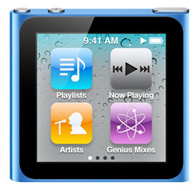 9:41 AM
Playlists
Now Playing
Artists
Genius Mixes